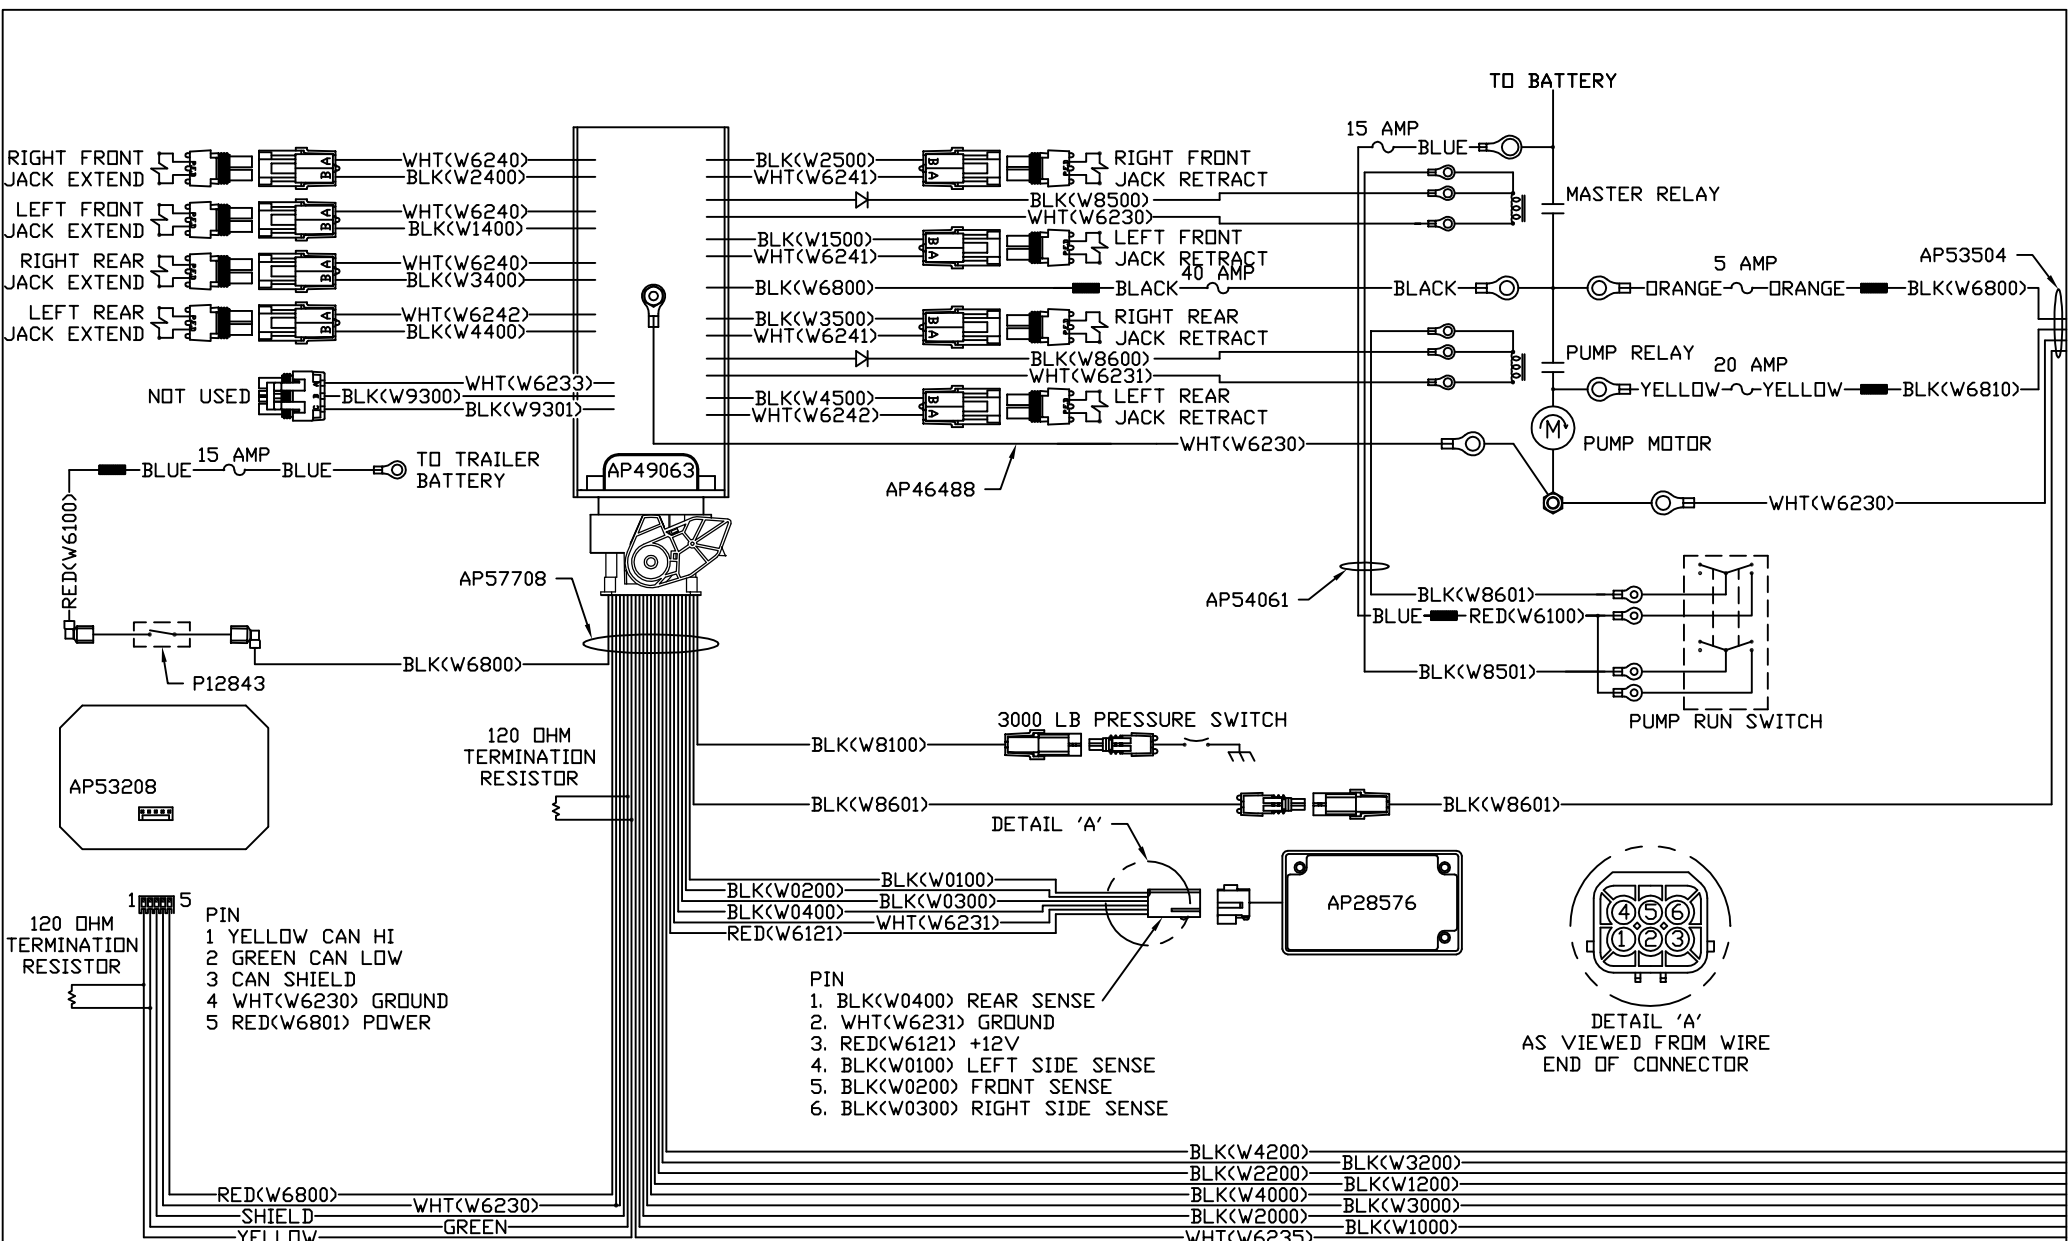 TO BATTERY
15 AMP
BLUE
MASTER RELAY
RIGHT FRONT
JACK EXTEND
A
B
WHT(W6240)
BLK(W2400)
LEFT FRONT
JACK EXTEND
A
B
WHT(W6240)
BLK(W1400)
RIGHT REAR
JACK EXTEND
A
B
WHT(W6240)
BLK(W3400)
LEFT REAR
JACK EXTEND
A
B
WHT(W6242)
BLK(W4400)
NOT USED
WHT(W6233)
BLK(W9300)
BLK(W9301)
BLK(W2500)
WHT(W6241)
B
A
RIGHT FRONT
JACK RETRACT
BLK(W8500)
WHT(W6230)
BLK(W1500)
WHT(W6241)
B
A
LEFT FRONT
JACK RETRACT
40 AMP
BLK(W6800)
BLACK
BLACK
5 AMP
ORANGE
ORANGE
BLK(W6800)
AP53504
BLK(W3500)
WHT(W6241)
B
A
RIGHT REAR
JACK RETRACT
BLK(W8600)
WHT(W6231)
PUMP RELAY
20 AMP
YELLOW
YELLOW
BLK(W6810)
BLK(W4500)
WHT(W6242)
B
A
LEFT REAR
JACK RETRACT
WHT(W6230)
M
PUMP MOTOR
AP46488
WHT(W6230)
15 AMP
BLUE
BLUE
TO TRAILER
BATTERY
RED(W6100)
AP49063
AP57708
BLK(W6800)
P12843
AP54061
BLK(W8601)
BLUE
RED(W6100)
BLK(W8501)
PUMP RUN SWITCH
AP53208
120 OHM
TERMINATION
RESISTOR
3000 LB PRESSURE SWITCH
BLK(W8100)
BLK(W8601)
BLK(W8601)
DETAIL 'A'
BLK(W0100)
BLK(W0200)
BLK(W0300)
BLK(W0400)
WHT(W6231)
RED(W6121)
AP28576
4 5 6
1 2 3
DETAIL 'A'
AS VIEWED FROM WIRE
END OF CONNECTOR
1
5
120 OHM
TERMINATION
RESISTOR
PIN
1 YELLOW CAN HI
2 GREEN CAN LOW
3 CAN SHIELD
4 WHT(W6230) GROUND
5 RED(W6801) POWER
PIN
1. BLK(W0400) REAR SENSE
2. WHT(W6231) GROUND
3. RED(W6121) +12V
4. BLK(W0100) LEFT SIDE SENSE
5. BLK(W0200) FRONT SENSE
6. BLK(W0300) RIGHT SIDE SENSE
RED(W6800)
WHT(W6230)
SHIELD
GREEN
YELLOW
BLK(W4200)
BLK(W3200)
BLK(W2200)
BLK(W1200)
BLK(W4000)
BLK(W3000)
BLK(W2000)
BLK(W1000)
WHT(W6235)